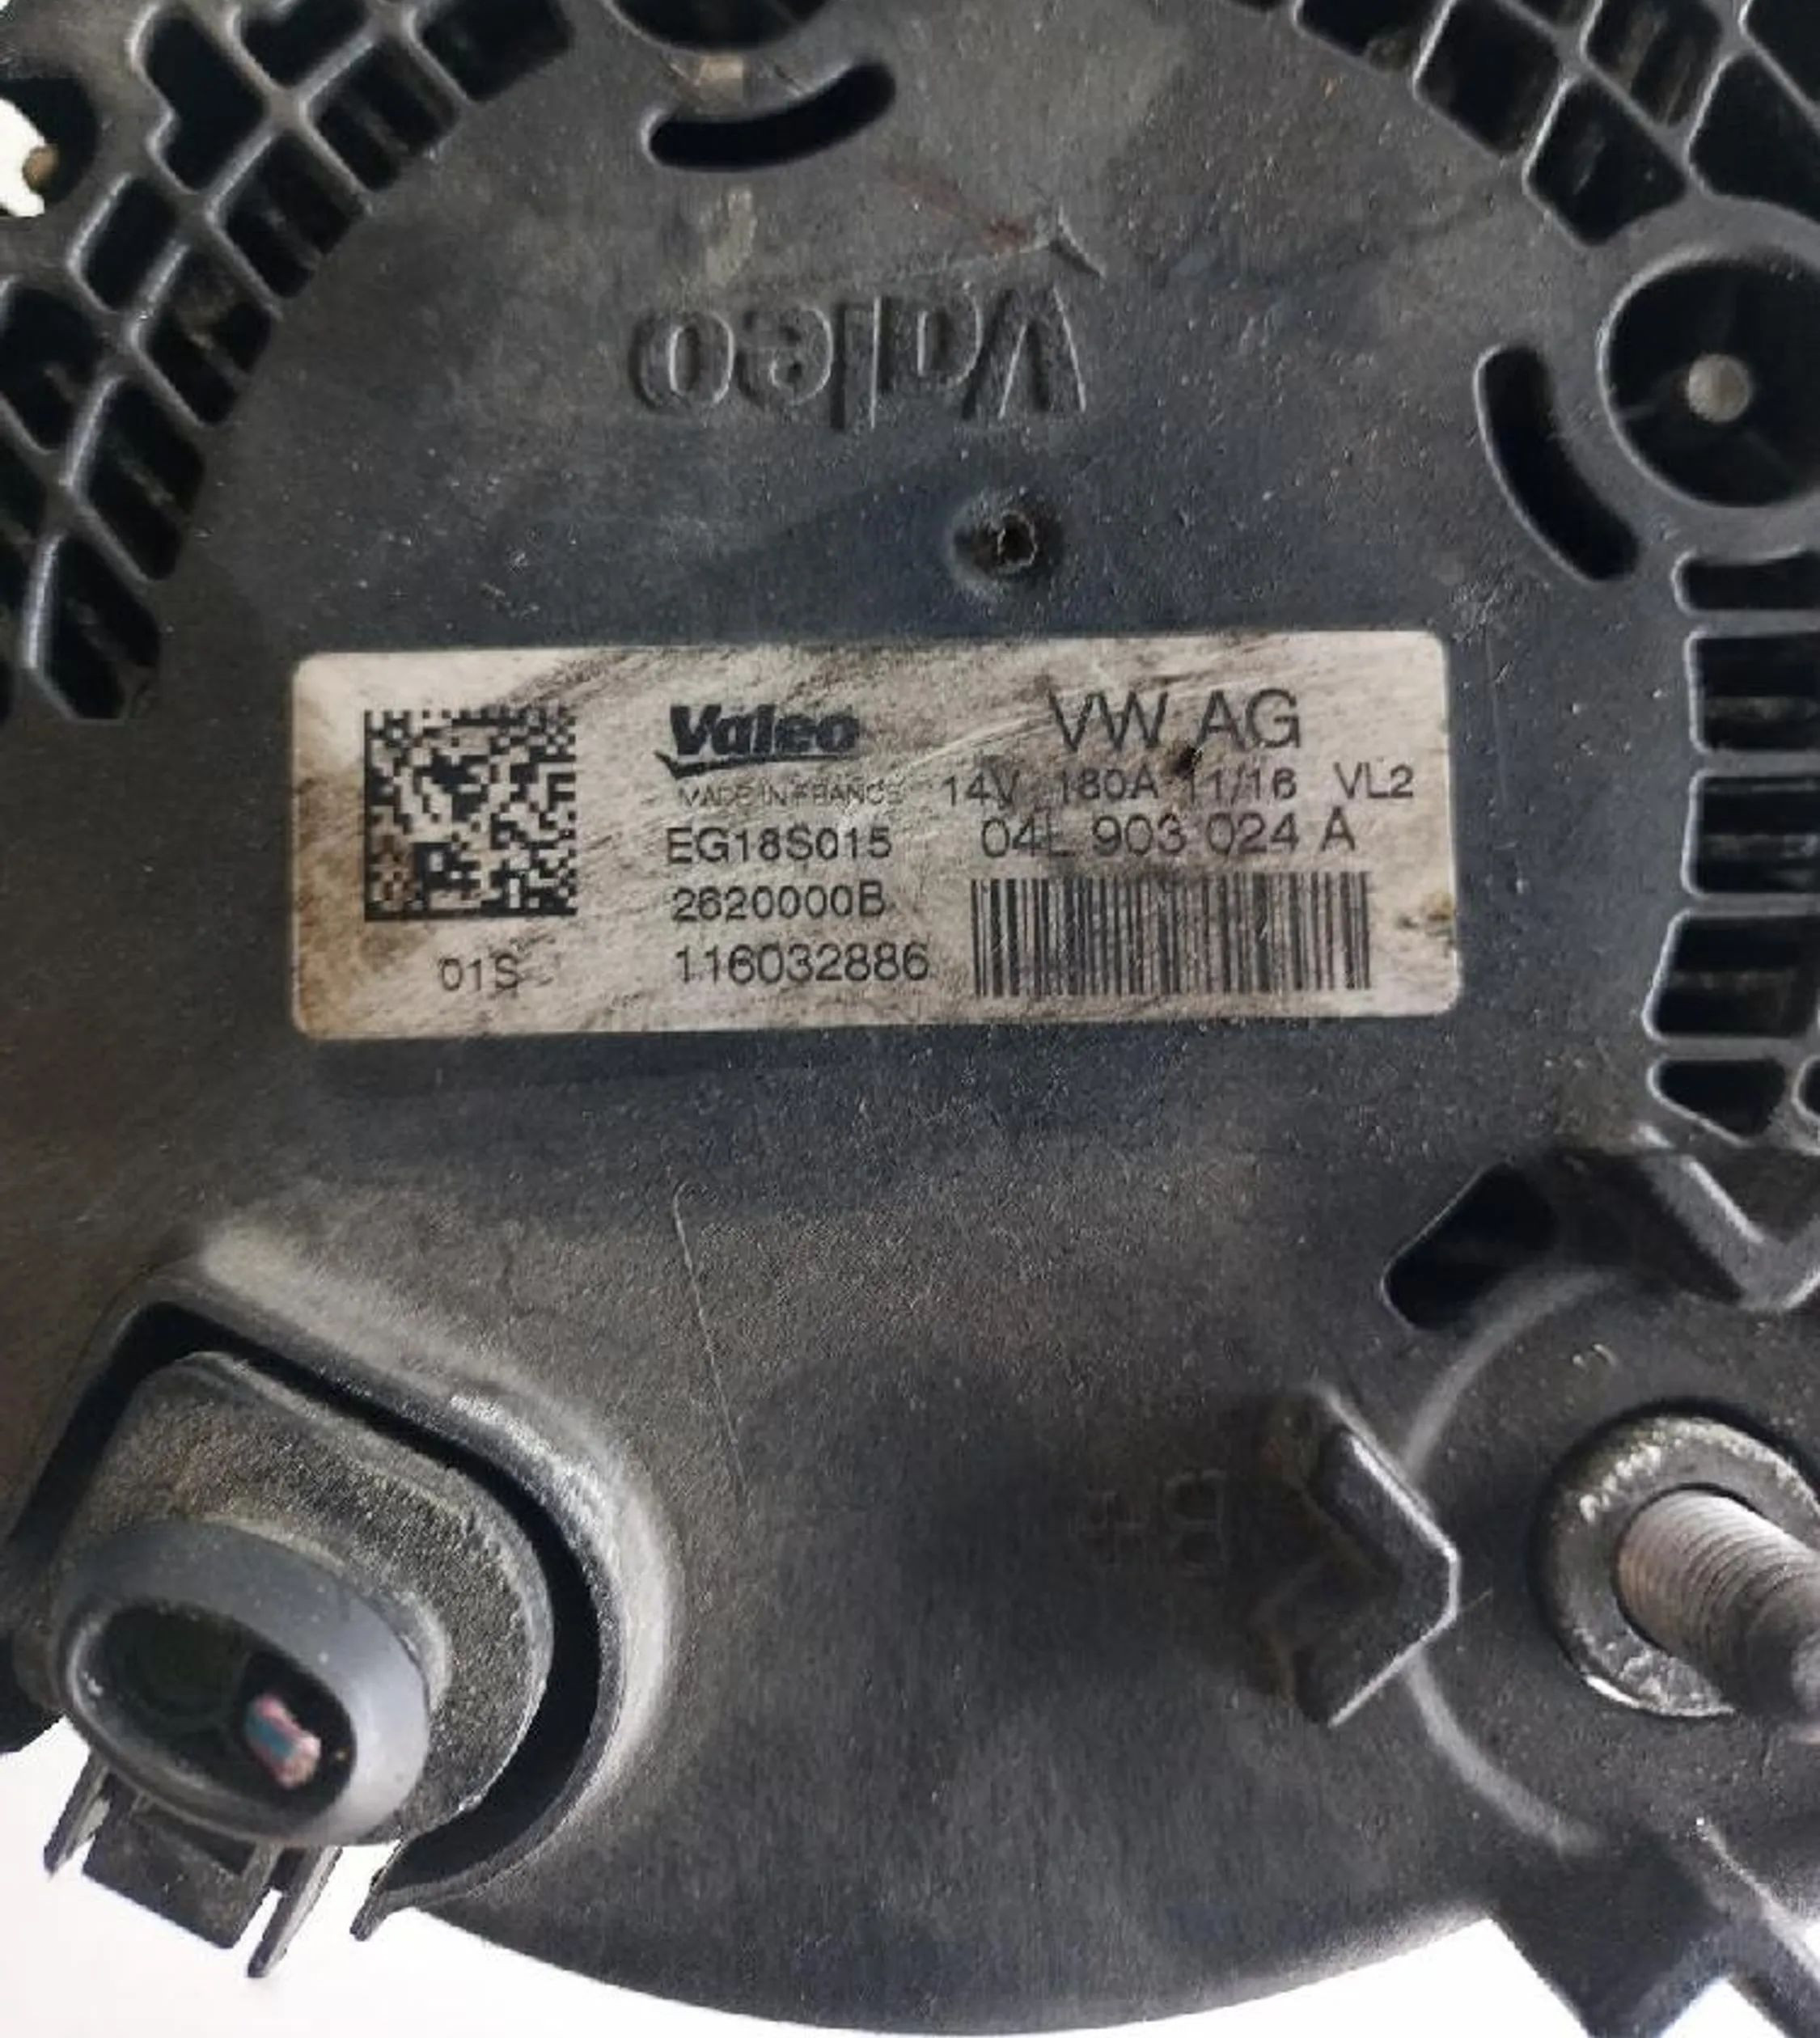 Valeo
Valeo
MADE IN FRANCE
EG18S015
2620000B
116032886
01S
VW AG
14V 180A 11/16 VL2
04L 903 024 A
B+